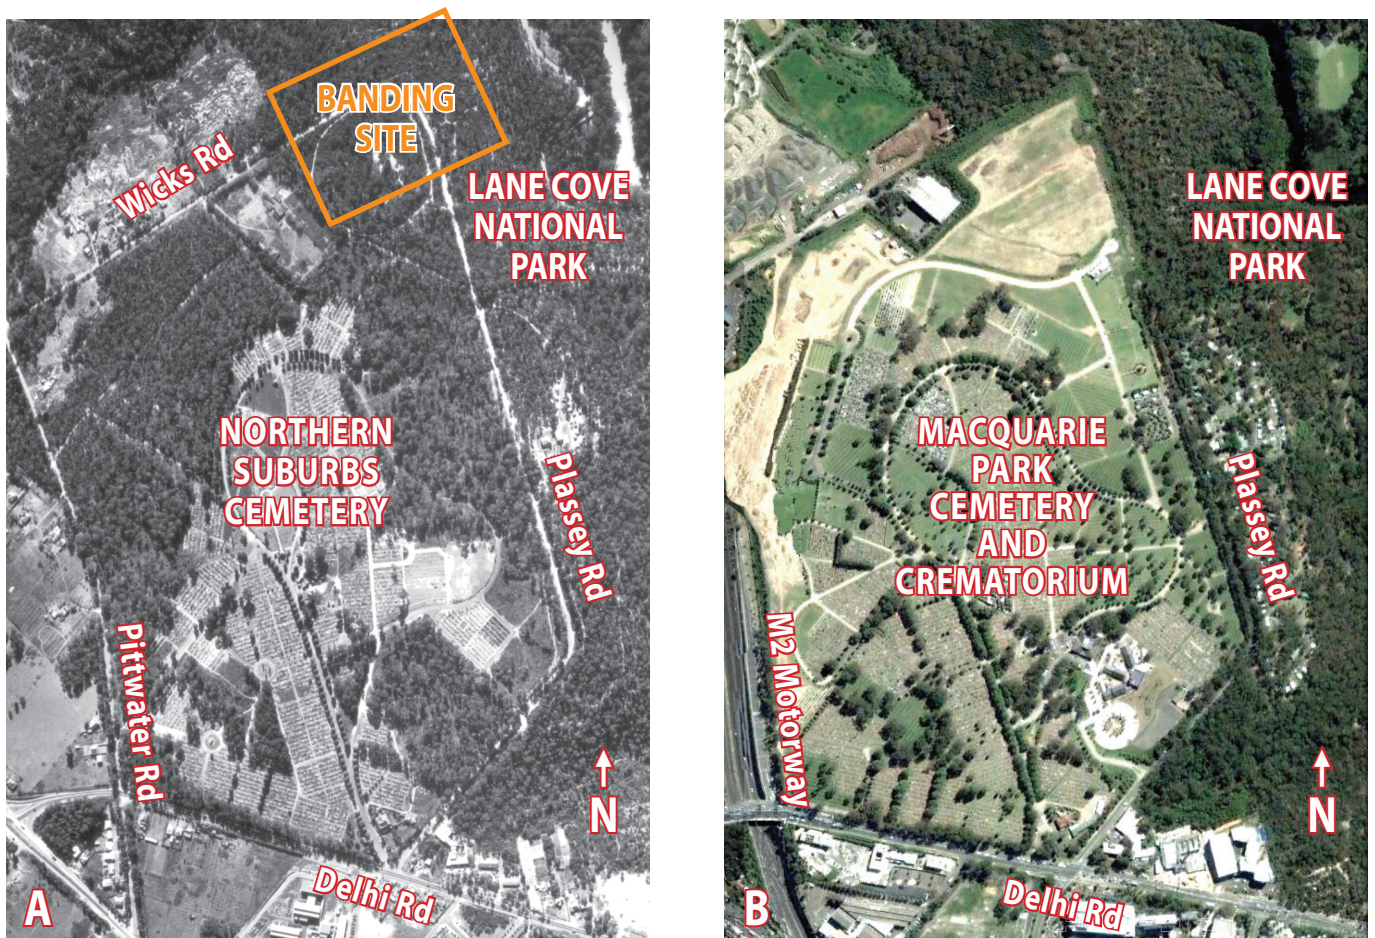 BANDING
SITE
Wicks Rd
LANE COVE
NATIONAL
PARK
NORTHERN
SUBURBS
CEMETERY
Plassey Rd
Pittwater Rd
N
Delhi Rd
A
LANE COVE
NATIONAL
PARK
MACQUARIE
PARK
CEMETERY
AND
CREMATORIUM
Plassey Rd
M2 Motorway
N
Delhi Rd
B